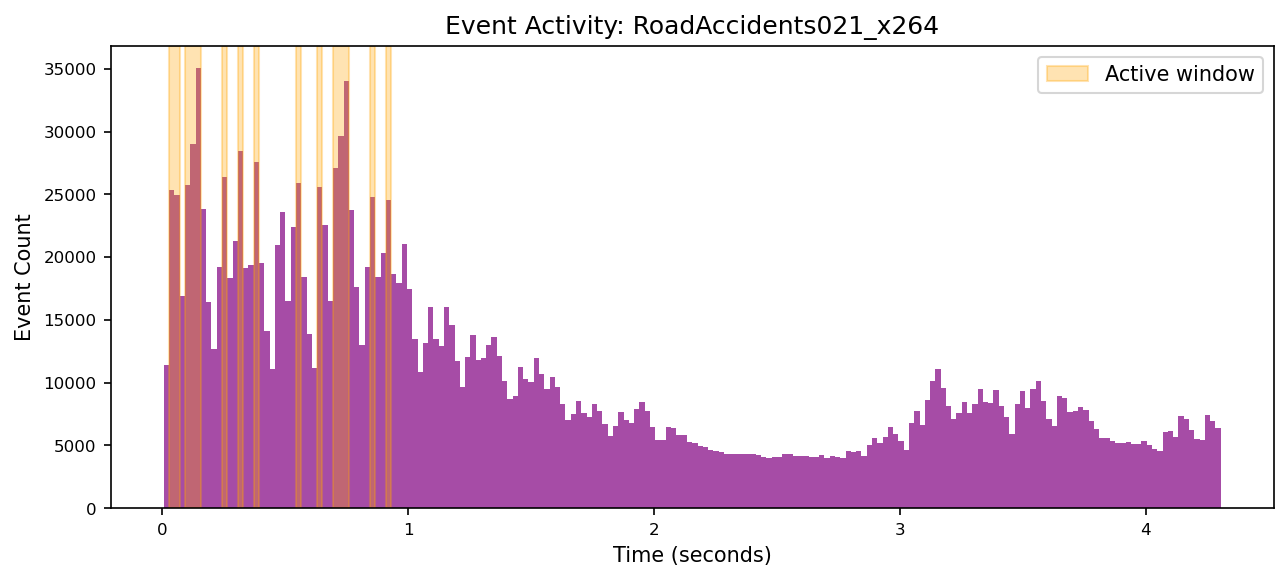 Event Activity: RoadAccidents021_x264
Active window
Event Count
35000
30000
25000
20000
15000
10000
5000
0
0 1 2 3 4
Time (seconds)